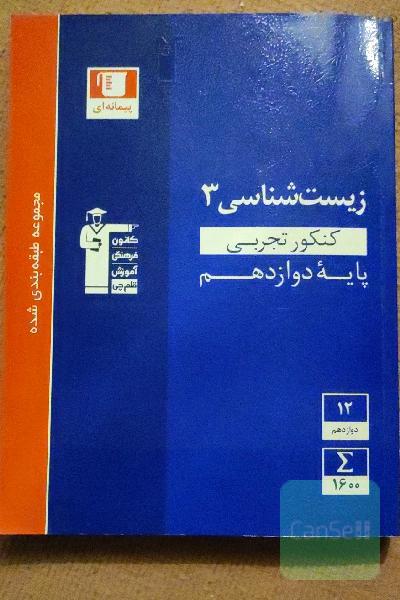 پیمانه‌ای
زیست‌شناسی ۳
کنکور تجربی
پایهٔ دوازدهم
کانون
فرهنگی
آموزش
قلم‌چی
مجموعه طبقه‌بندی شده
۱۲
دوازدهم
Σ
۱۶۰۰
CanSell